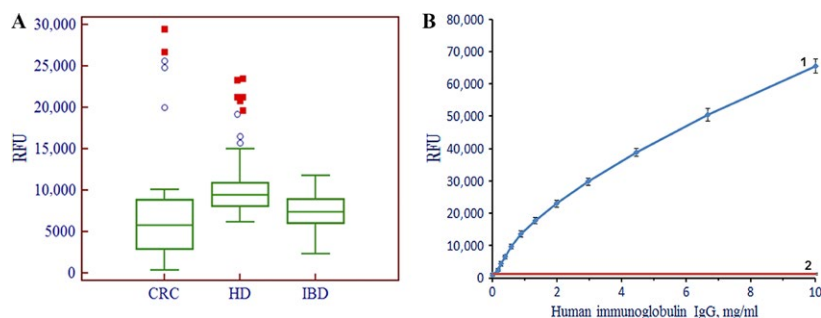 A
30,000
25,000
20,000
15,000
10,000
5000
0
RFU
CRC HD IBD
B
80,000
70,000
60,000
50,000
40,000
30,000
20,000
10,000
0
RFU
1
2
0 2 4 6 8 10
Human immunoglobulin IgG, mg/ml